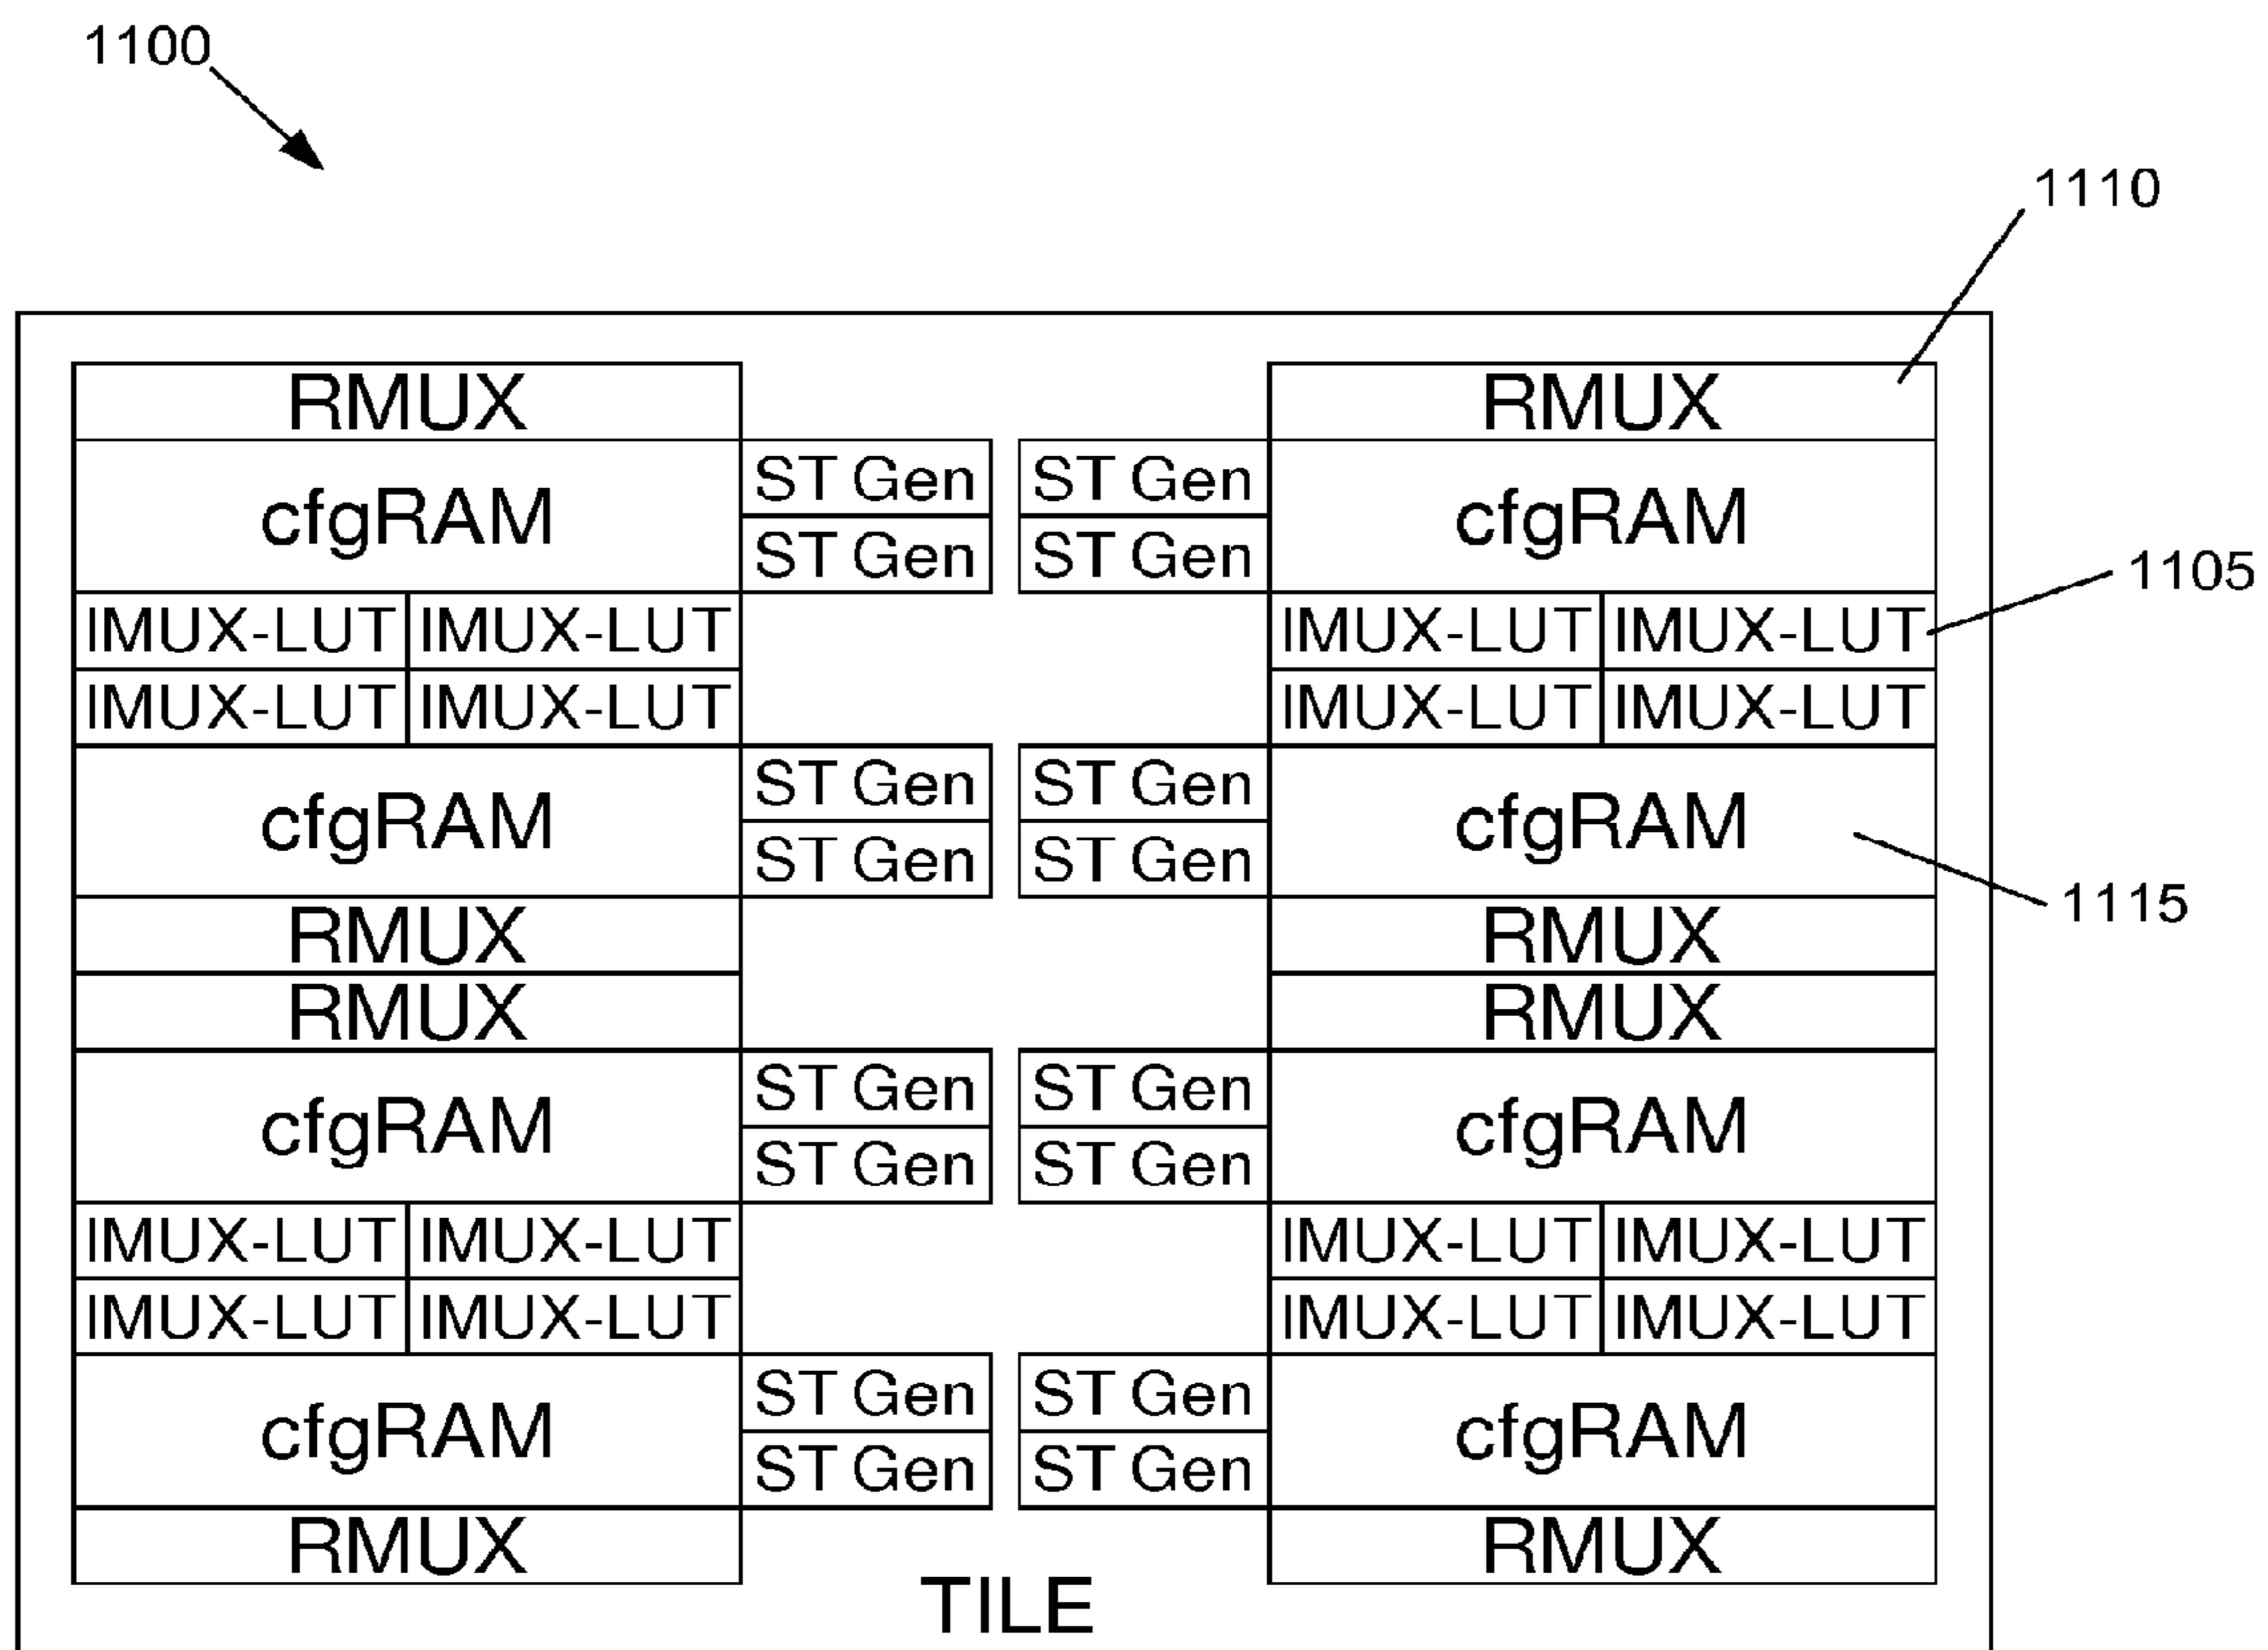 1100
1110
RMUX RMUX
ST Gen ST Gen
cfgRAM cfgRAM
ST Gen ST Gen
1105
IMUX-LUT IMUX-LUT IMUX-LUT IMUX-LUT
IMUX-LUT IMUX-LUT IMUX-LUT IMUX-LUT
ST Gen ST Gen
cfgRAM cfgRAM
ST Gen ST Gen
1115
RMUX RMUX
RMUX RMUX
ST Gen ST Gen
cfgRAM cfgRAM
ST Gen ST Gen
IMUX-LUT IMUX-LUT IMUX-LUT IMUX-LUT
IMUX-LUT IMUX-LUT IMUX-LUT IMUX-LUT
ST Gen ST Gen
cfgRAM cfgRAM
ST Gen ST Gen
RMUX RMUX
TILE